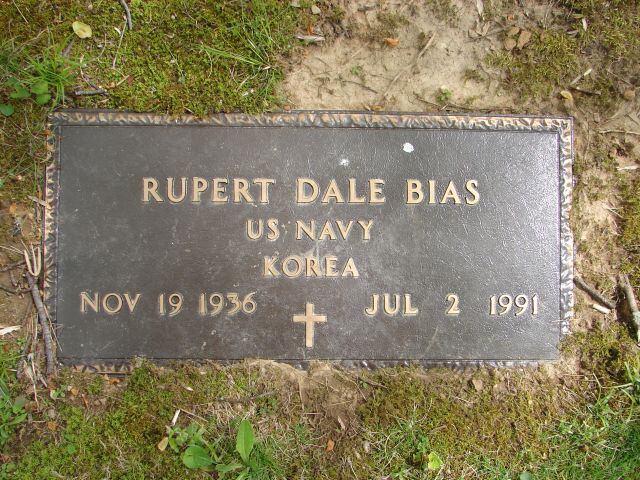 RUPERT DALE BIAS
US NAVY
KOREA
NOV 19 1936 JUL 2 1991